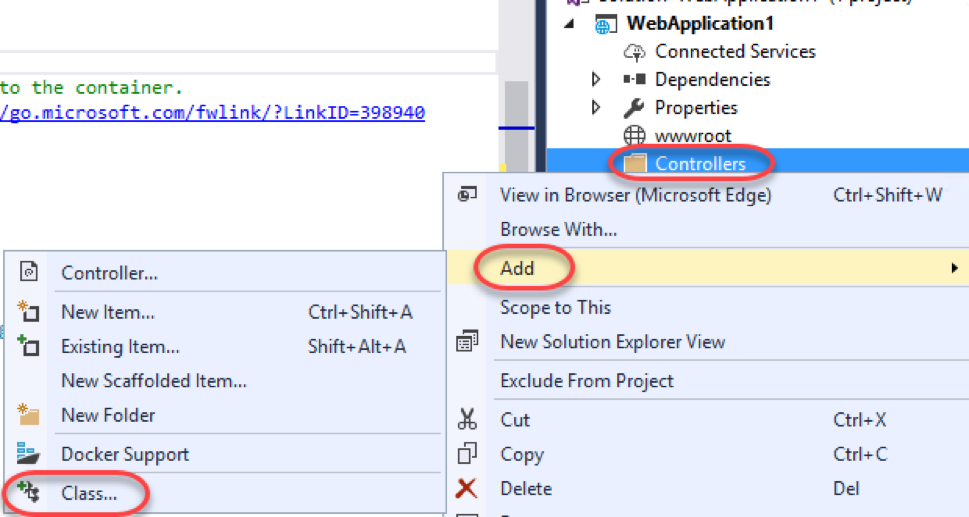 WebApplication1
Connected Services
to the container.
Dependencies
/go.microsoft.com/fwlink/?LinkID=398940
Properties
wwwroot
Controllers
View in Browser (Microsoft Edge) Ctrl+Shift+W
Browse With...
Add
Scope to This
New Solution Explorer View
Exclude From Project
Cut Ctrl+X
Copy Ctrl+C
Delete Del
Controller...
New Item... Ctrl+Shift+A
Existing Item... Shift+Alt+A
New Scaffolded Item...
New Folder
Docker Support
Class...